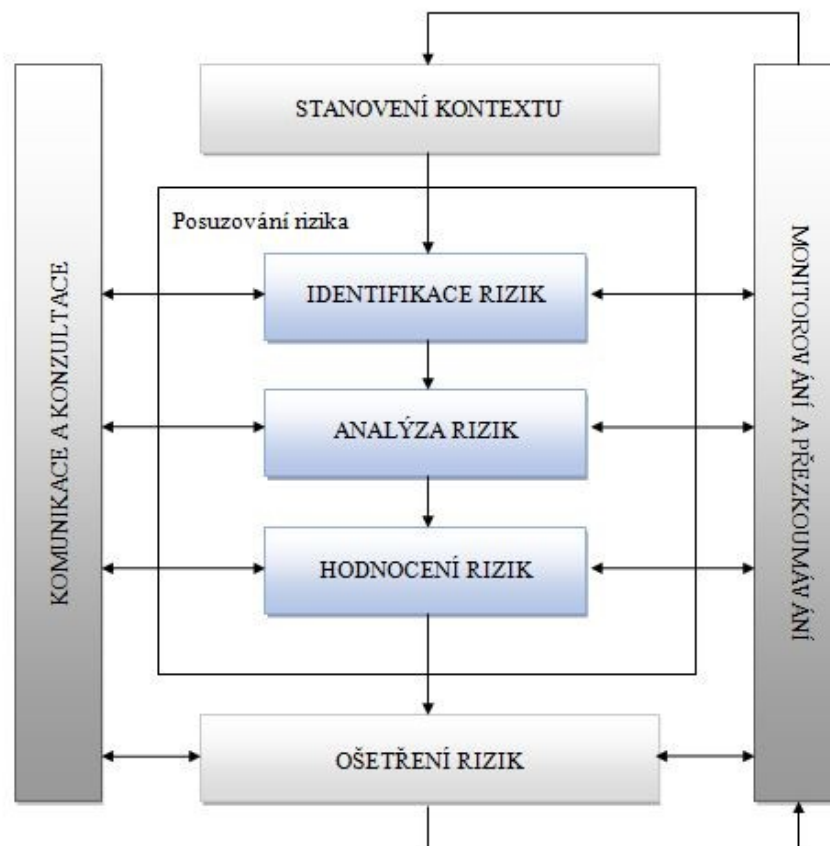 STANOVENÍ KONTEXTU
Posuzování rizika
IDENTIFIKACE RIZIK
ANALÝZA RIZIK
HODNOCENÍ RIZIK
OŠETŘENÍ RIZIK
KOMUNIKACE A KONZULTACE
MONITOROVÁNÍ A PŘEZKOUMÁVÁNÍ